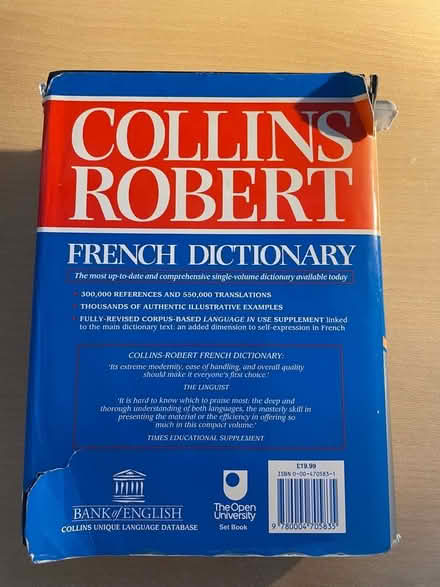 COLLINS
ROBERT
FRENCH DICTIONARY
The most up-to-date and comprehensive single-volume dictionary available today
• 300,000 REFERENCES AND 550,000 TRANSLATIONS
• THOUSANDS OF AUTHENTIC ILLUSTRATIVE EXAMPLES
• FULLY-REVISED CORPUS-BASED LANGUAGE IN USE SUPPLEMENT linked
to the main dictionary text: an added dimension to self-expression in French
COLLINS-ROBERT FRENCH DICTIONARY:
'Its extreme modernity, ease of handling, and overall quality
should make it everyone's first choice.'
THE LINGUIST
'It is hard to know which to praise most: the deep and
thorough understanding of both languages, the masterly skill in
presenting the material or the efficiency in offering so
much in this compact volume.'
TIMES EDUCATIONAL SUPPLEMENT
BANK of ENGLISH
COLLINS UNIQUE LANGUAGE DATABASE
The Open
University
Set Book
£19.99
ISBN 0-00-470583-1
9 780004 705835